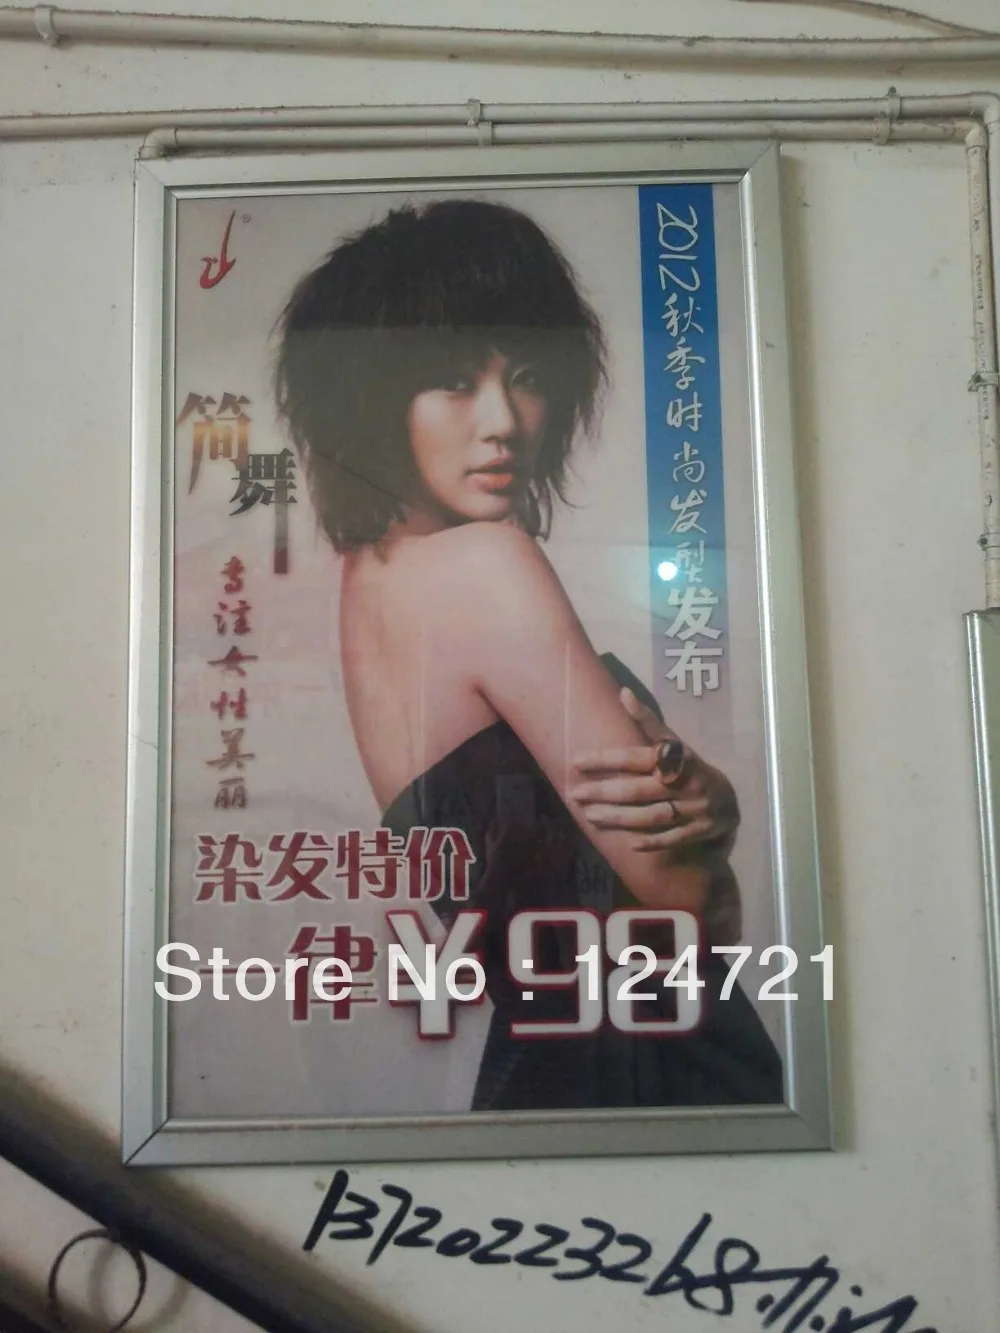 2012秋季时尚发型发布
简舞
专注女性美丽
染发特价
一律¥98
Store No : 124721
13720223268